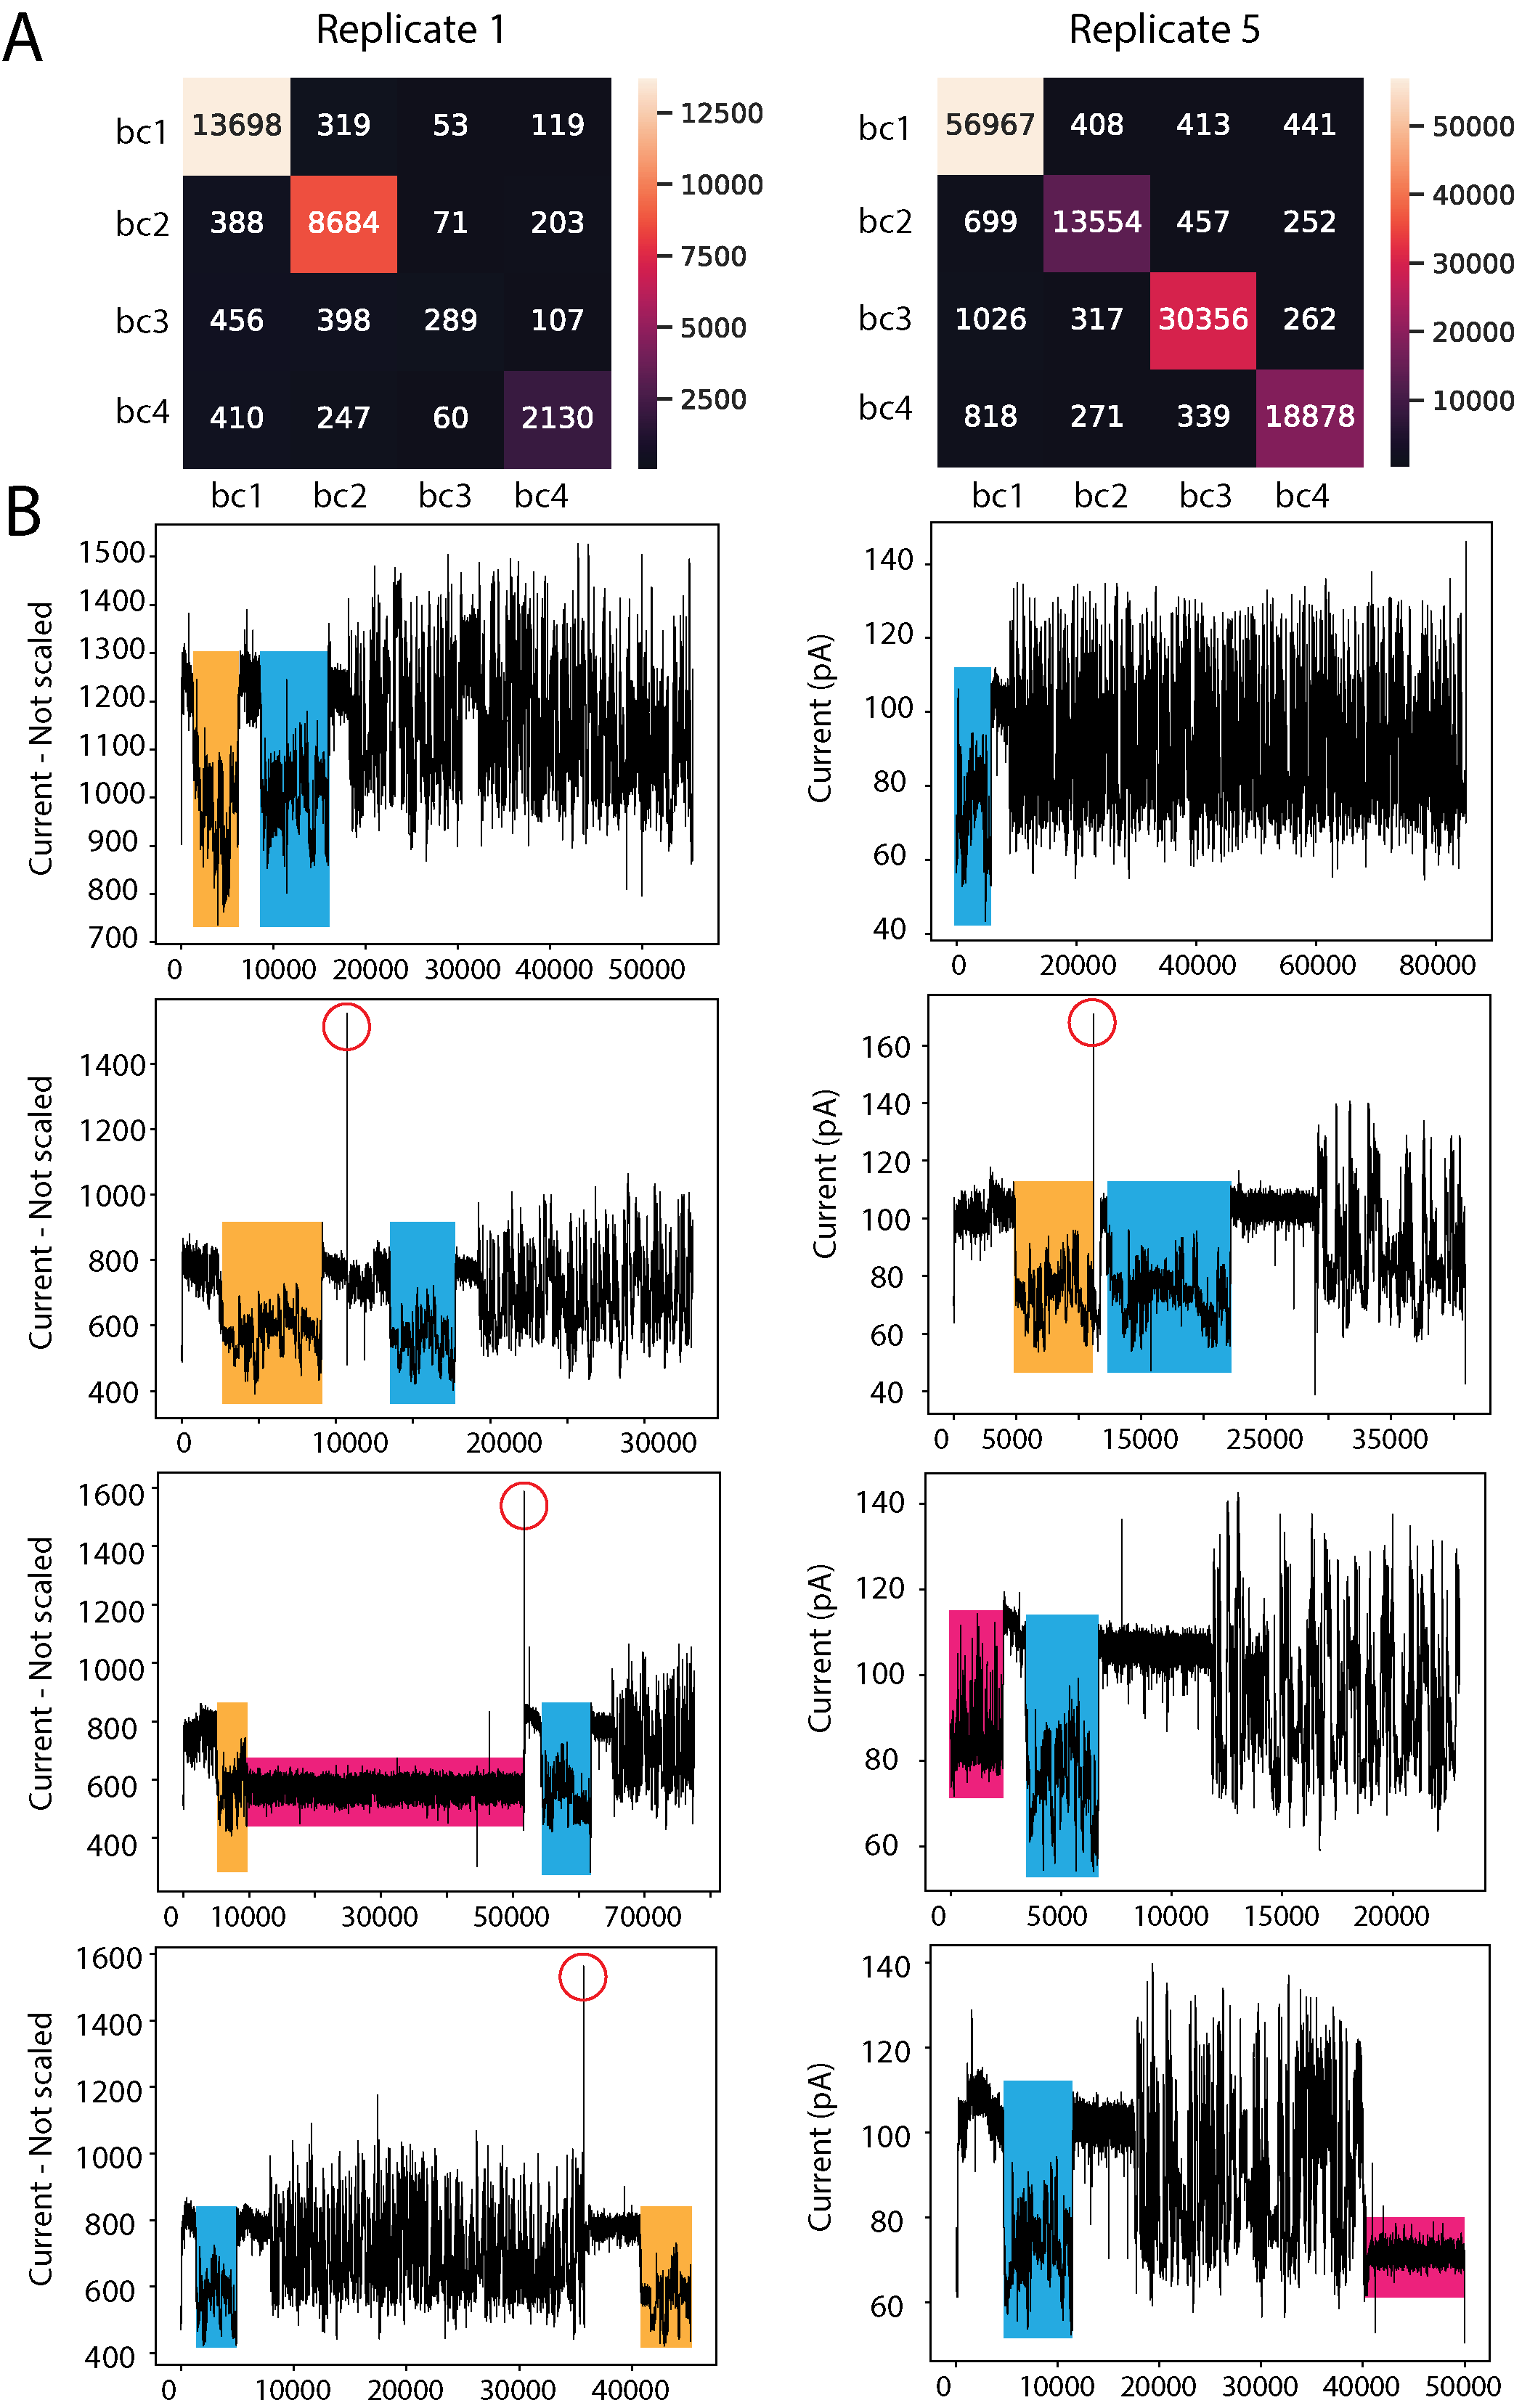 A
Replicate 1
Replicate 5
bc1 13698 319 53 119
bc2 388 8684 71 203
bc3 456 398 289 107
bc4 410 247 60 2130
bc1 bc2 bc3 bc4
12500
10000
7500
5000
2500
bc1 56967 408 413 441
bc2 699 13554 457 252
bc3 1026 317 30356 262
bc4 818 271 339 18878
bc1 bc2 bc3 bc4
50000
40000
30000
20000
10000
B
Current - Not scaled
1500
1400
1300
1200
1100
1000
900
800
700
0 10000 20000 30000 40000 50000
Current (pA)
140
120
100
80
60
40
0 20000 40000 60000 80000
Current - Not scaled
1400
1200
1000
800
600
400
0 10000 20000 30000
Current (pA)
160
140
120
100
80
60
40
0 5000 15000 25000 35000
Current - Not scaled
1600
1400
1200
1000
800
600
400
0 10000 30000 50000 70000
Current (pA)
140
120
100
80
60
0 5000 10000 15000 20000
Current - Not scaled
1600
1400
1200
1000
800
600
400
0 10000 20000 30000 40000
Current (pA)
140
120
100
80
60
0 10000 20000 30000 40000 50000